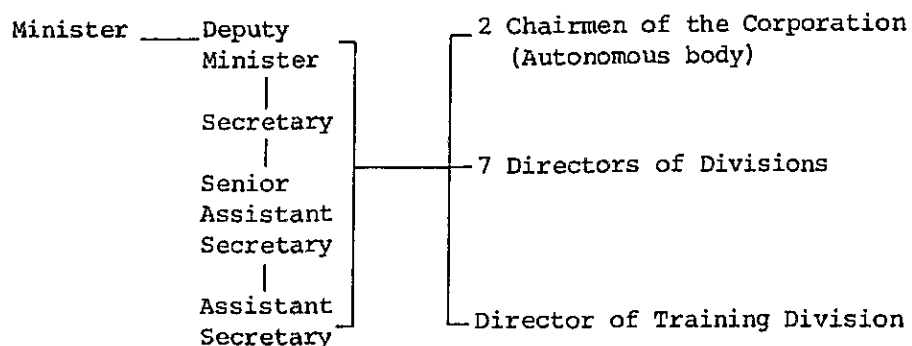 Minister
Deputy
Minister
Secretary
Senior
Assistant
Secretary
Assistant
Secretary
2 Chairmen of the Corporation
(Autonomous body)
7 Directors of Divisions
Director of Training Division